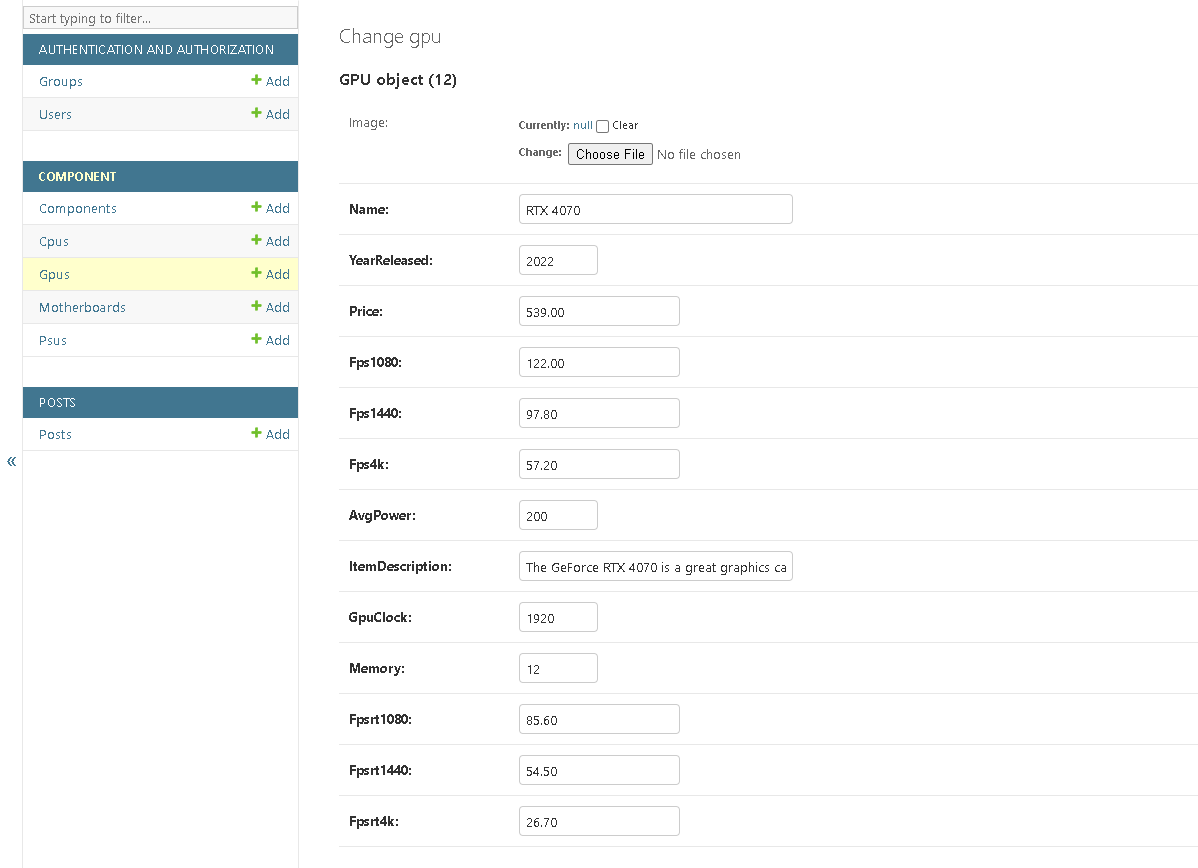 Start typing to filter...
AUTHENTICATION AND AUTHORIZATION
Groups + Add
Users + Add
COMPONENT
Components + Add
Cpus + Add
Gpus + Add
Motherboards + Add
Psus + Add
POSTS
Posts + Add
«
Change gpu
GPU object (12)
Image: Currently: null Clear
Change: Choose File No file chosen
Name: RTX 4070
YearReleased: 2022
Price: 539.00
Fps1080: 122.00
Fps1440: 97.80
Fps4k: 57.20
AvgPower: 200
ItemDescription: The GeForce RTX 4070 is a great graphics ca
GpuClock: 1920
Memory: 12
Fpsrt1080: 85.60
Fpsrt1440: 54.50
Fpsrt4k: 26.70